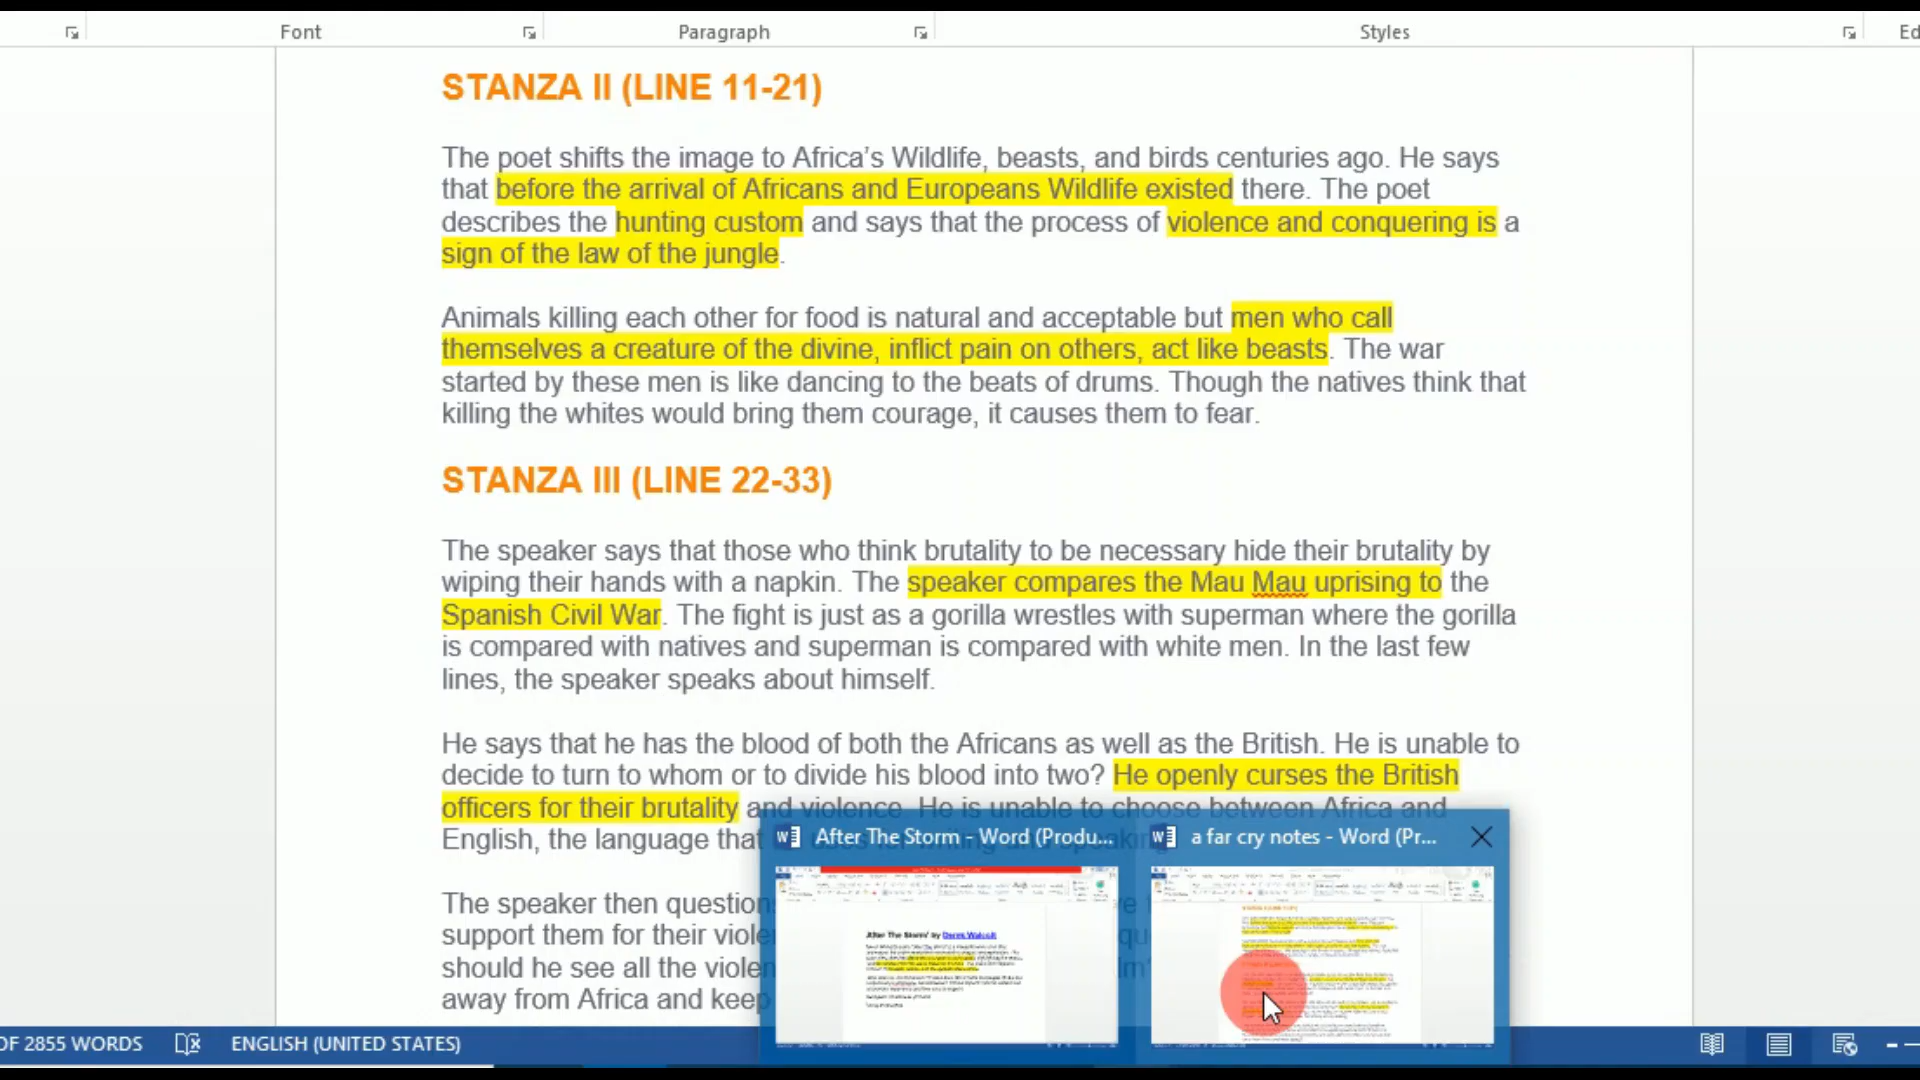 Font Paragraph Styles Ed
STANZA II (LINE 11-21)
The poet shifts the image to Africa’s Wildlife, beasts, and birds centuries ago. He says
that before the arrival of Africans and Europeans Wildlife existed there. The poet
describes the hunting custom and says that the process of violence and conquering is a
sign of the law of the jungle.
Animals killing each other for food is natural and acceptable but men who call
themselves a creature of the divine, inflict pain on others, act like beasts. The war
started by these men is like dancing to the beats of drums. Though the natives think that
killing the whites would bring them courage, it causes them to fear.
STANZA III (LINE 22-33)
The speaker says that those who think brutality to be necessary hide their brutality by
wiping their hands with a napkin. The speaker compares the Mau Mau uprising to the
Spanish Civil War. The fight is just as a gorilla wrestles with superman where the gorilla
is compared with natives and superman is compared with white men. In the last few
lines, the speaker speaks about himself.
He says that he has the blood of both the Africans as well as the British. He is unable to
decide to turn to whom or to divide his blood into two? He openly curses the British
officers for their brutality and violence. He is unable to choose between Africa and
English, the language that
The speaker then question
support them for their viole
should he see all the violen
away from Africa and keep
After The Storm - Word (Produ...
a far cry notes - Word (Pr...
'After The Storm' by Derek Walcott
OF 2855 WORDS ENGLISH (UNITED STATES)